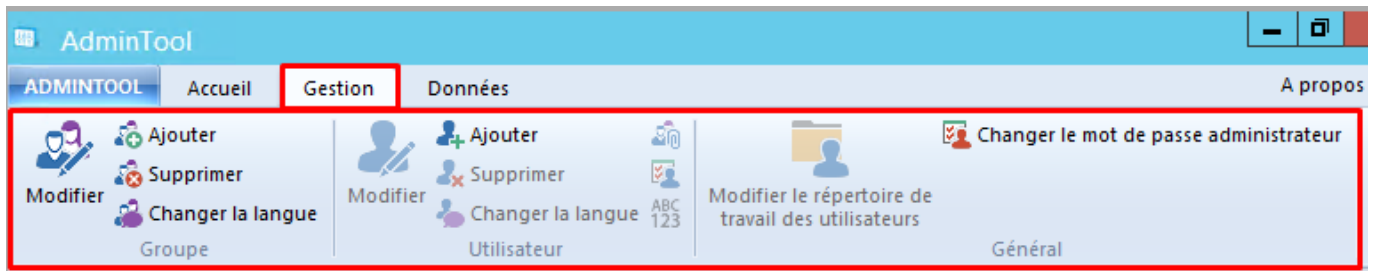 AdminTool
ADMINTOOL Accueil Gestion Données A propos
Modifier
Ajouter
Supprimer
Changer la langue
Groupe
Modifier
Ajouter
Supprimer
Changer la langue
ABC
123
Utilisateur
Modifier le répertoire de
travail des utilisateurs
Changer le mot de passe administrateur
Général